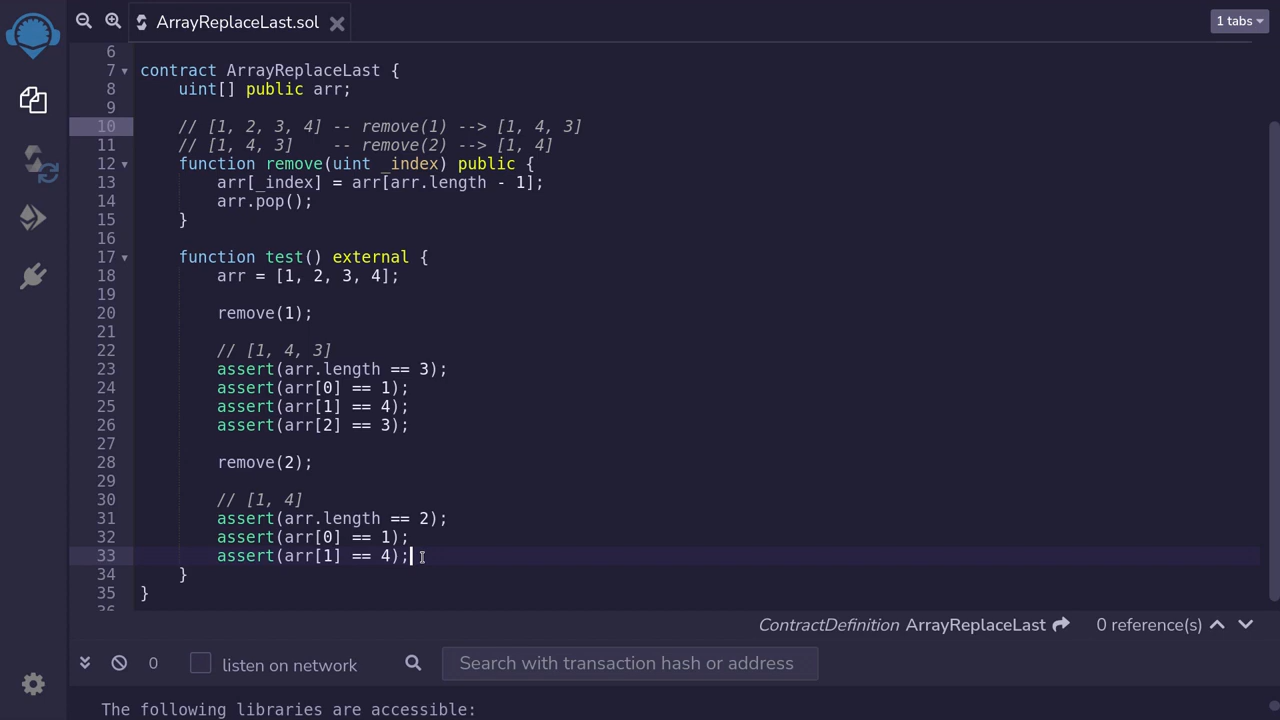 ArrayReplaceLast.sol
1 tabs
6
7 contract ArrayReplaceLast {
8 uint[] public arr;
9
10 // [1, 2, 3, 4] -- remove(1) --> [1, 4, 3]
11 // [1, 4, 3]    -- remove(2) --> [1, 4]
12 function remove(uint _index) public {
13 arr[_index] = arr[arr.length - 1];
14 arr.pop();
15 }
16
17 function test() external {
18 arr = [1, 2, 3, 4];
19
20 remove(1);
21
22 // [1, 4, 3]
23 assert(arr.length == 3);
24 assert(arr[0] == 1);
25 assert(arr[1] == 4);
26 assert(arr[2] == 3);
27
28 remove(2);
29
30 // [1, 4]
31 assert(arr.length == 2);
32 assert(arr[0] == 1);
33 assert(arr[1] == 4);
34 }
35 }
36
ContractDefinition ArrayReplaceLast 0 reference(s)
0 listen on network Search with transaction hash or address
The following libraries are accessible: